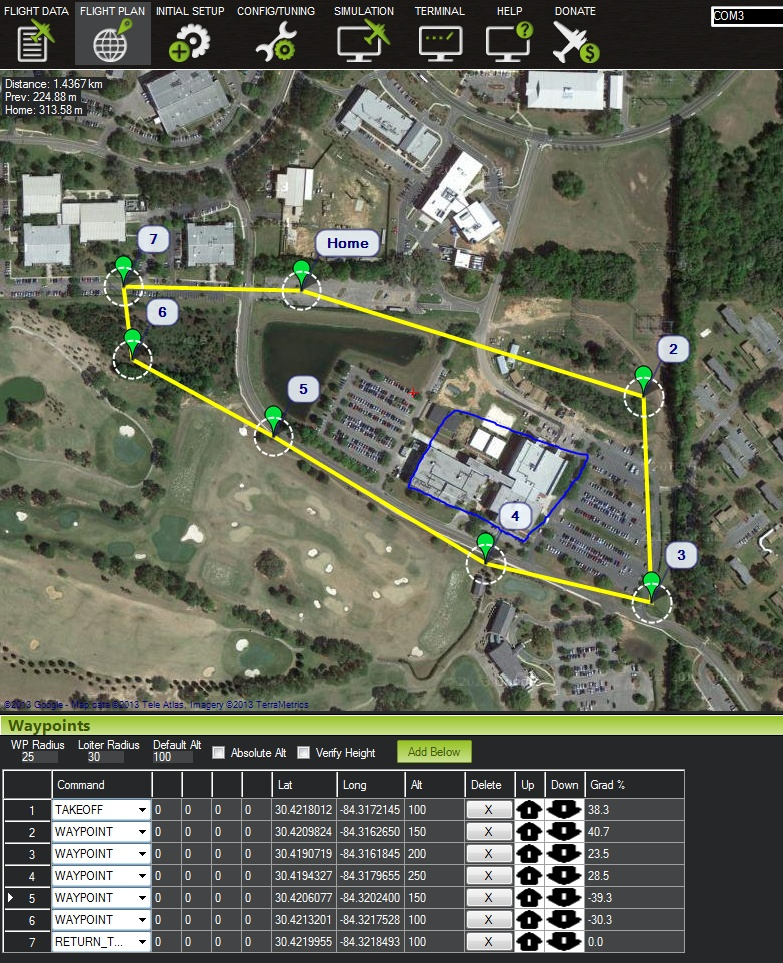 FLIGHT DATA FLIGHT PLAN INITIAL SETUP CONFIG/TUNING SIMULATION TERMINAL HELP DONATE
COM3
Distance: 1.4367 km
Prev: 224.88 m
Home: 313.58 m
7
Home
6
2
5
4
3
©2013 Google - Map data ©2013 Tele Atlas, Imagery ©2013 TerraMetrics
Waypoints
WP Radius Loiter Radius Default Alt
25 30 100 Absolute Alt Verify Height Add Below
Command Lat Long Alt Delete Up Down Grad %
1 TAKEOFF 0 0 0 0 30.4218012 -84.3172145 100 X 38.3
2 WAYPOINT 0 0 0 0 30.4209824 -84.3162650 150 X 40.7
3 WAYPOINT 0 0 0 0 30.4190719 -84.3161845 200 X 23.5
4 WAYPOINT 0 0 0 0 30.4194327 -84.3179655 250 X 28.5
5 WAYPOINT 0 0 0 0 30.4206077 -84.3202400 150 X -39.3
6 WAYPOINT 0 0 0 0 30.4213201 -84.3217528 100 X -30.3
7 RETURN_T... 0 0 0 0 30.4219955 -84.3218493 100 X 0.0